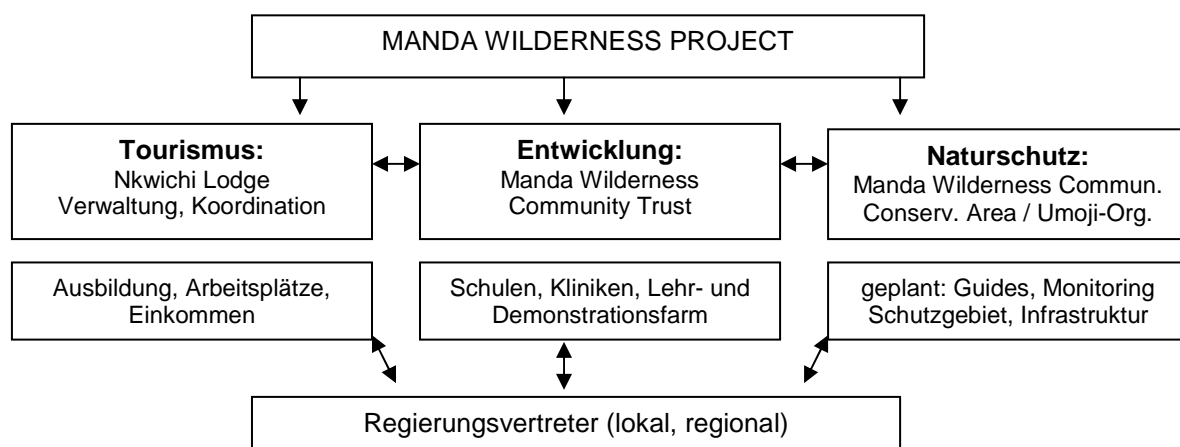 MANDA WILDERNESS PROJECT
Tourismus:
Nkwichi Lodge
Verwaltung, Koordination
Entwicklung:
Manda Wilderness
Community Trust
Naturschutz:
Manda Wilderness Commun.
Conserv. Area / Umoji-Org.
Ausbildung, Arbeitsplätze,
Einkommen
Schulen, Kliniken, Lehr- und
Demonstrationsfarm
geplant: Guides, Monitoring
Schutzgebiet, Infrastruktur
Regierungsvertreter (lokal, regional)